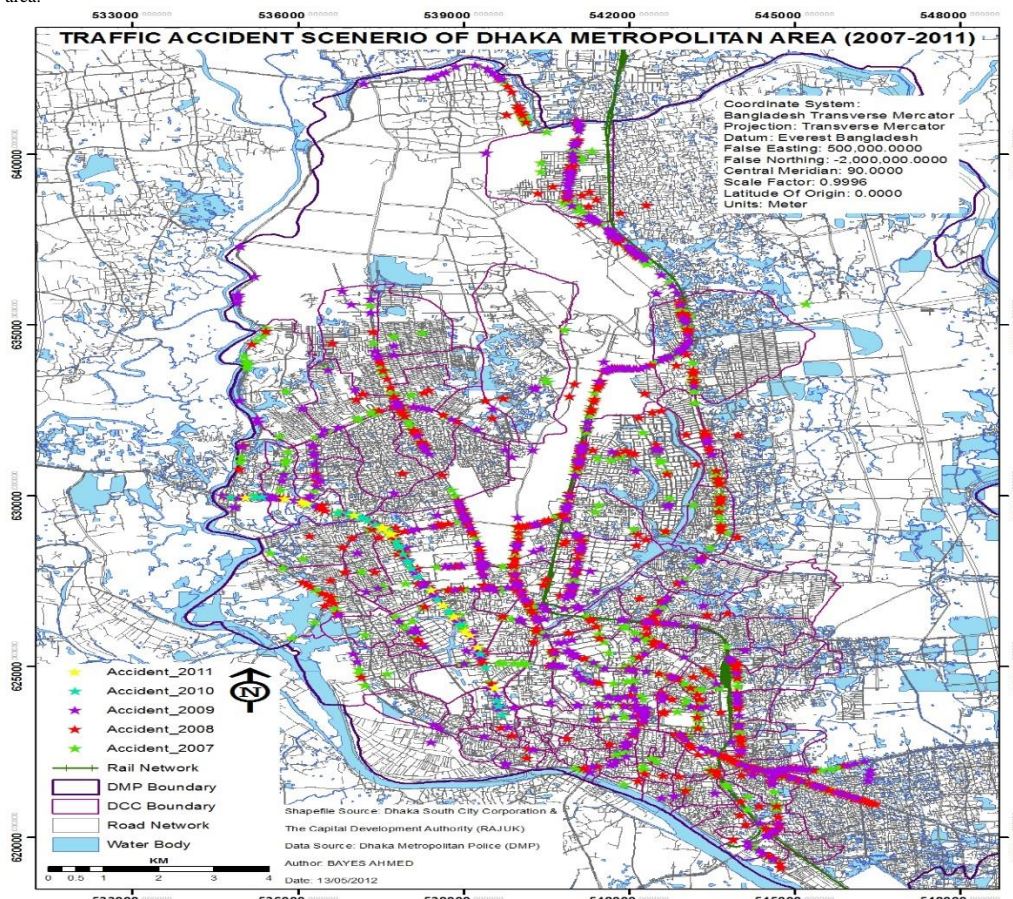 area.
533000 536000 539000 542000 545000 548000
TRAFFIC ACCIDENT SCENERIO OF DHAKA METROPOLITAN AREA (2007-2011)
Coordinate System:
Bangladesh Transverse Mercator
Projection: Transverse Mercator
Datum: Everest Bangladesh
False Easting: 500,000.0000
False Northing: -2,000,000.0000
Central Meridian: 90.0000
Scale Factor: 0.9996
Latitude Of Origin: 0.0000
Units: Meter
640000
635000
630000
625000
620000
N
Accident_2011
Accident_2010
Accident_2009
Accident_2008
Accident_2007
Rail Network
DMP Boundary
DCC Boundary
Road Network
Water Body
KM
0 0.5 1 2 3 4
Shapefile Source: Dhaka South City Corporation &
The Capital Development Authority (RAJUK)
Data Source: Dhaka Metropolitan Police (DMP)
Author: BAYES AHMED
Date: 13/05/2012